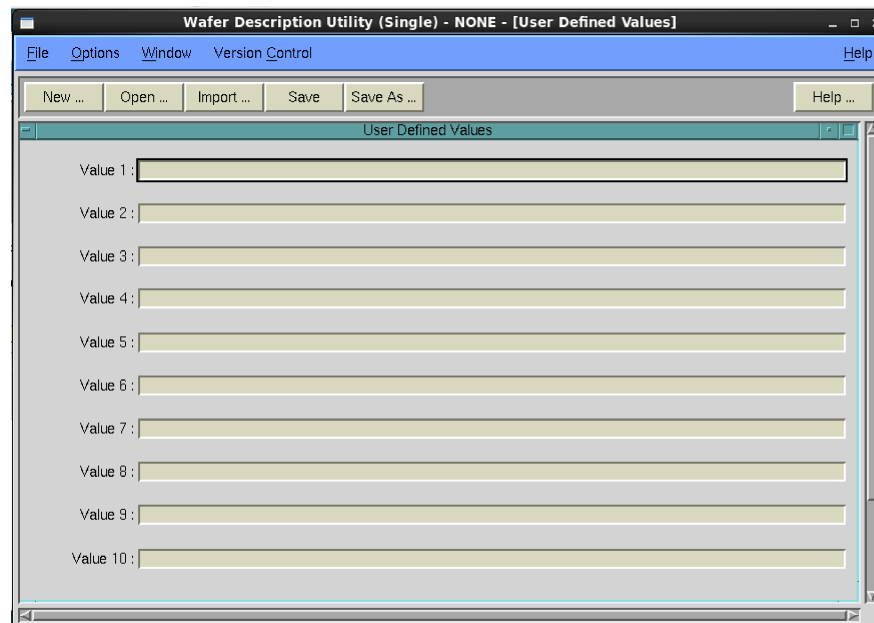 Wafer Description Utility (Single) - NONE - [User Defined Values]
File Options Window Version Control Help
New ... Open ... Import ... Save Save As ... Help ...
User Defined Values
Value 1 :
Value 2 :
Value 3 :
Value 4 :
Value 5 :
Value 6 :
Value 7 :
Value 8 :
Value 9 :
Value 10 :